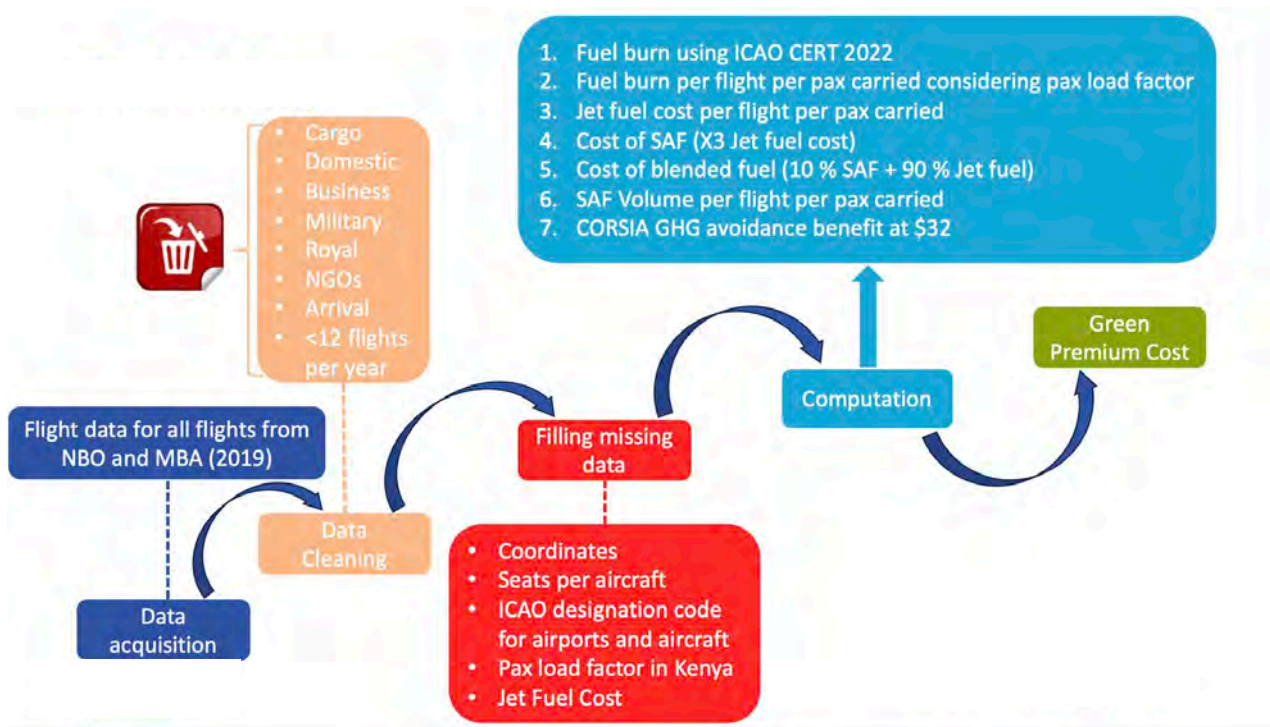 Flight data for all flights from
NBO and MBA (2019)
Data
acquisition
• Cargo
• Domestic
• Business
• Military
• Royal
• NGOs
• Arrival
• <12 flights
per year
Data
Cleaning
Filling missing
data
• Coordinates
• Seats per aircraft
• ICAO designation code
for airports and aircraft
• Pax load factor in Kenya
• Jet Fuel Cost
1. Fuel burn using ICAO CERT 2022
2. Fuel burn per flight per pax carried considering pax load factor
3. Jet fuel cost per flight per pax carried
4. Cost of SAF (X3 Jet fuel cost)
5. Cost of blended fuel (10 % SAF + 90 % Jet fuel)
6. SAF Volume per flight per pax carried
7. CORSIA GHG avoidance benefit at $32
Computation
Green
Premium Cost